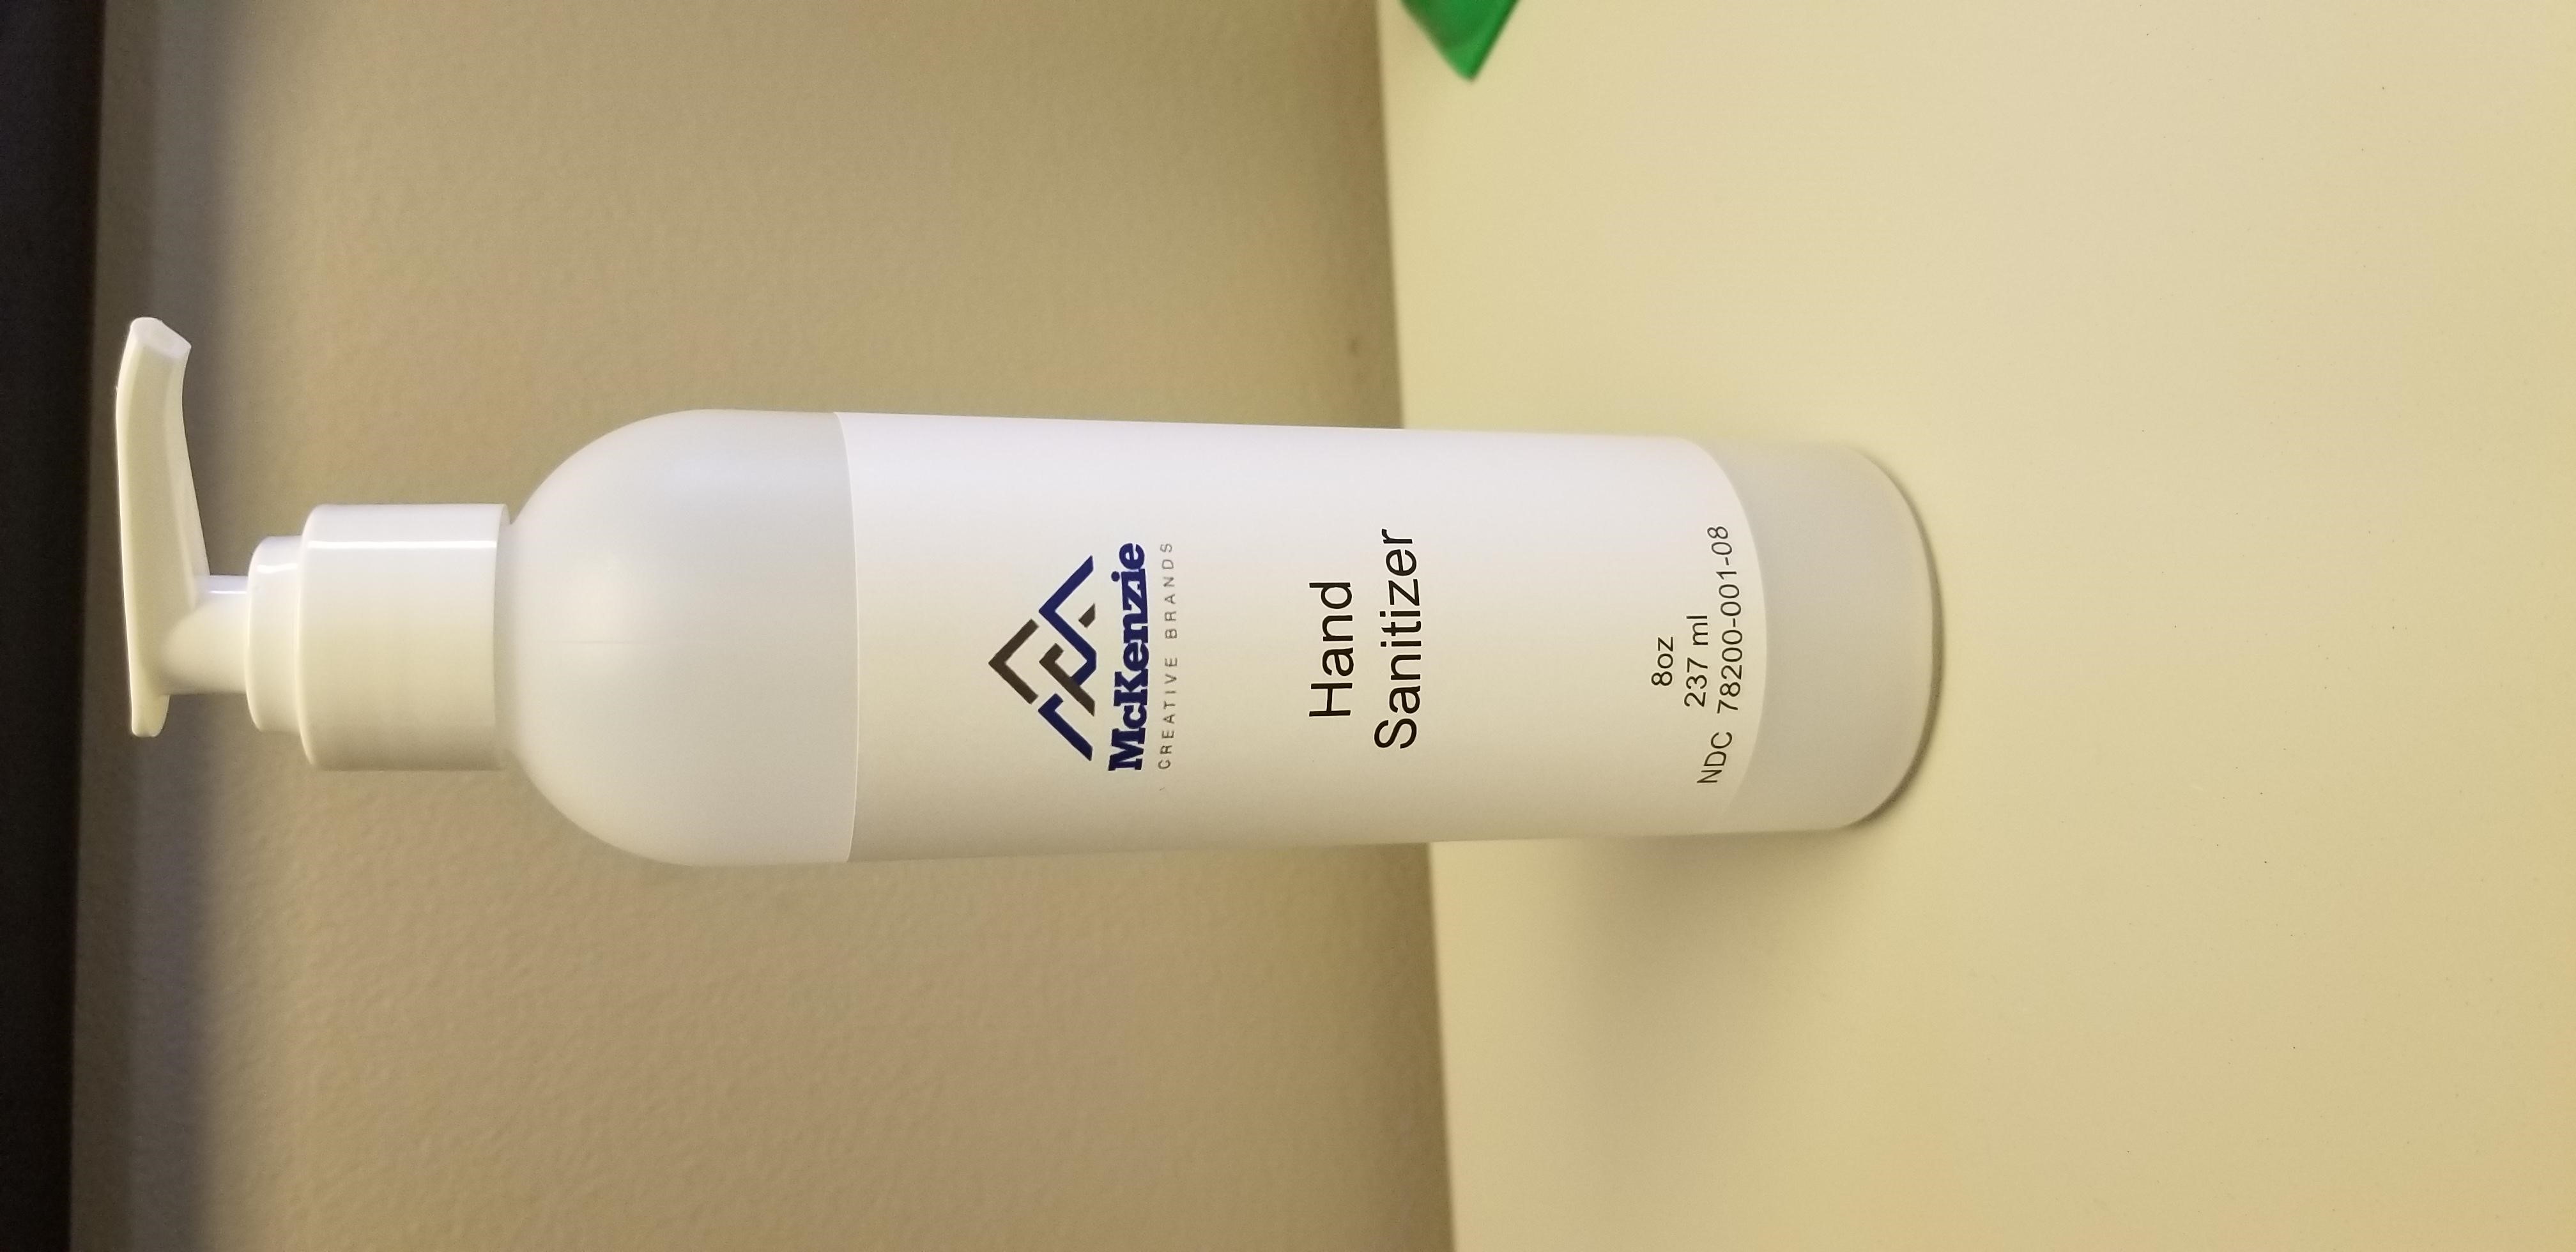 McKenzie
CREATIVE BRANDS
Hand
Sanitizer
8oz
237 ml
NDC 78200-001-08